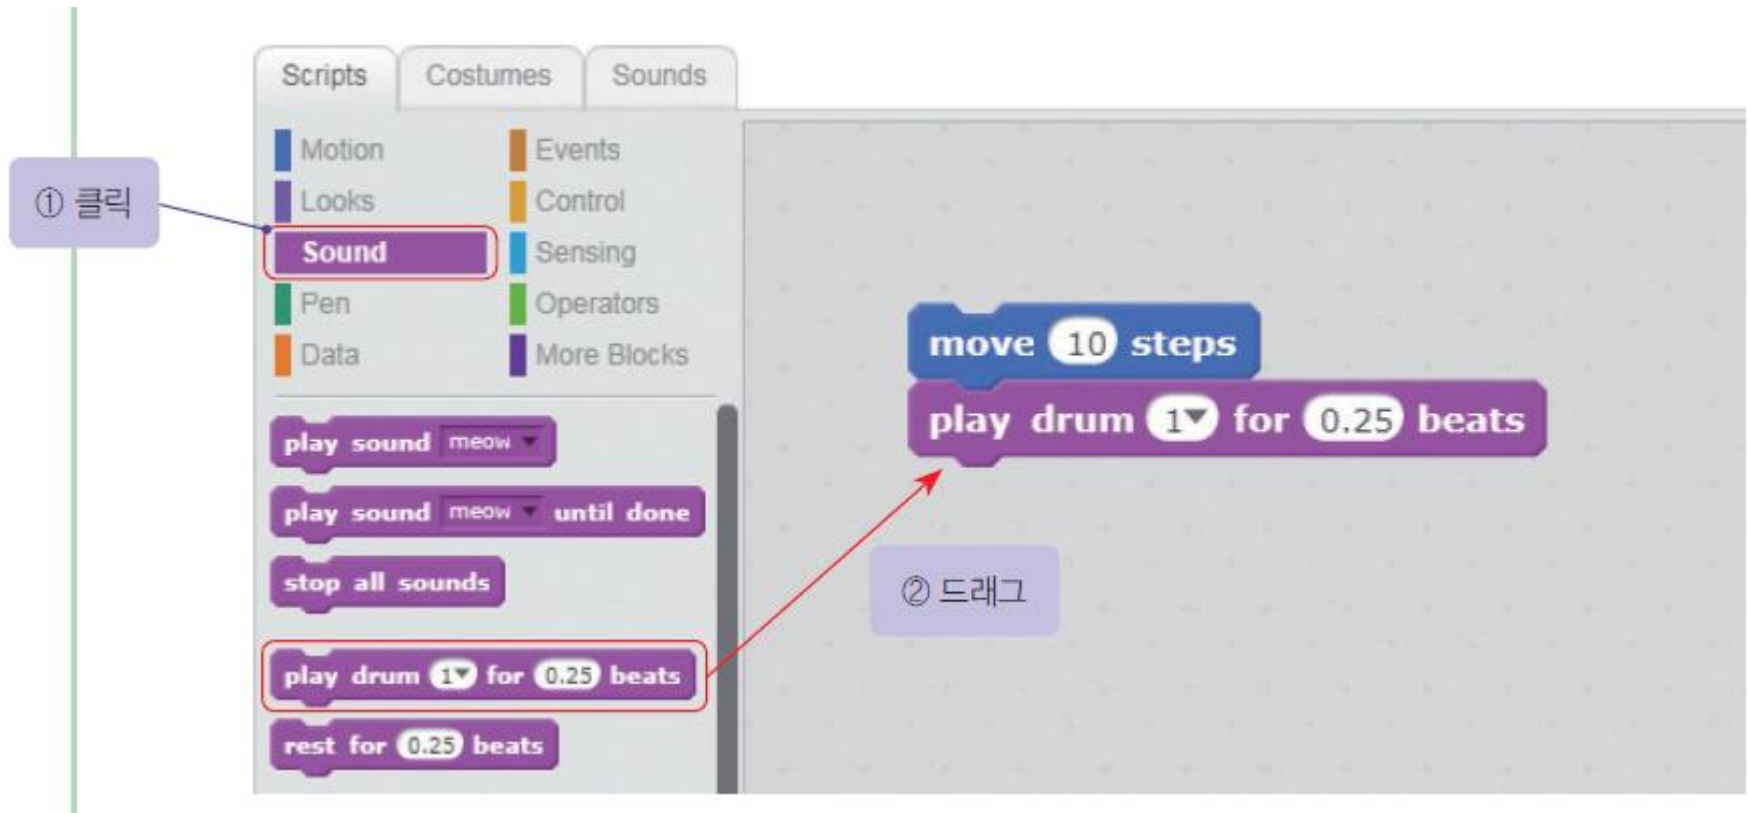 Scripts Costumes Sounds
Motion Events
① 클릭
Looks Control
Sound Sensing
Pen Operators
Data More Blocks
move 10 steps
play drum 1 for 0.25 beats
play sound meow
play sound meow until done
stop all sounds
② 드래그
play drum 1 for 0.25 beats
rest for 0.25 beats